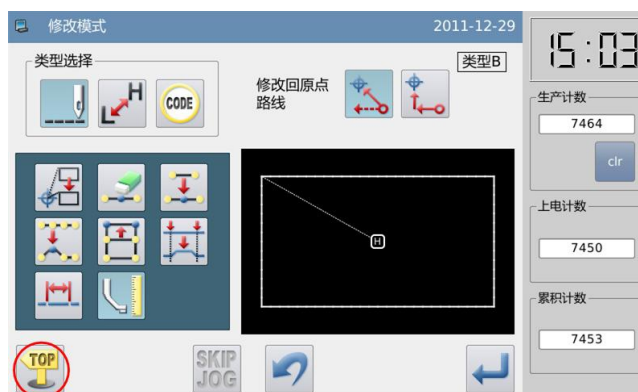 修改模式
2011-12-29
15:03
类型选择
H
CODE
修改回原点
路线
类型B
H
生产计数
7464
clr
上电计数
7450
累积计数
7453
TOP
SKIP
JOG